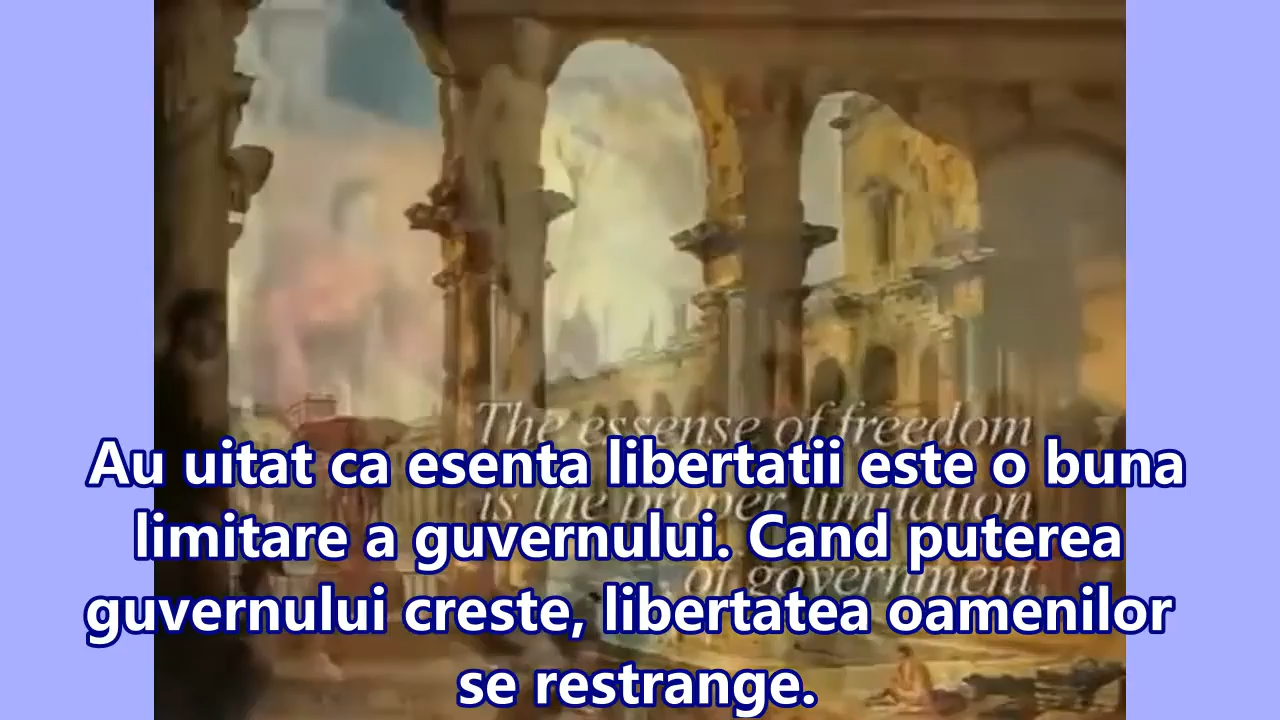 The essense of freedom
Au uitat ca esenta libertatii este o buna
is the proper limitation
limitare a guvernului. Cand puterea
of government
guvernului creste, libertatea oamenilor
se restrange.